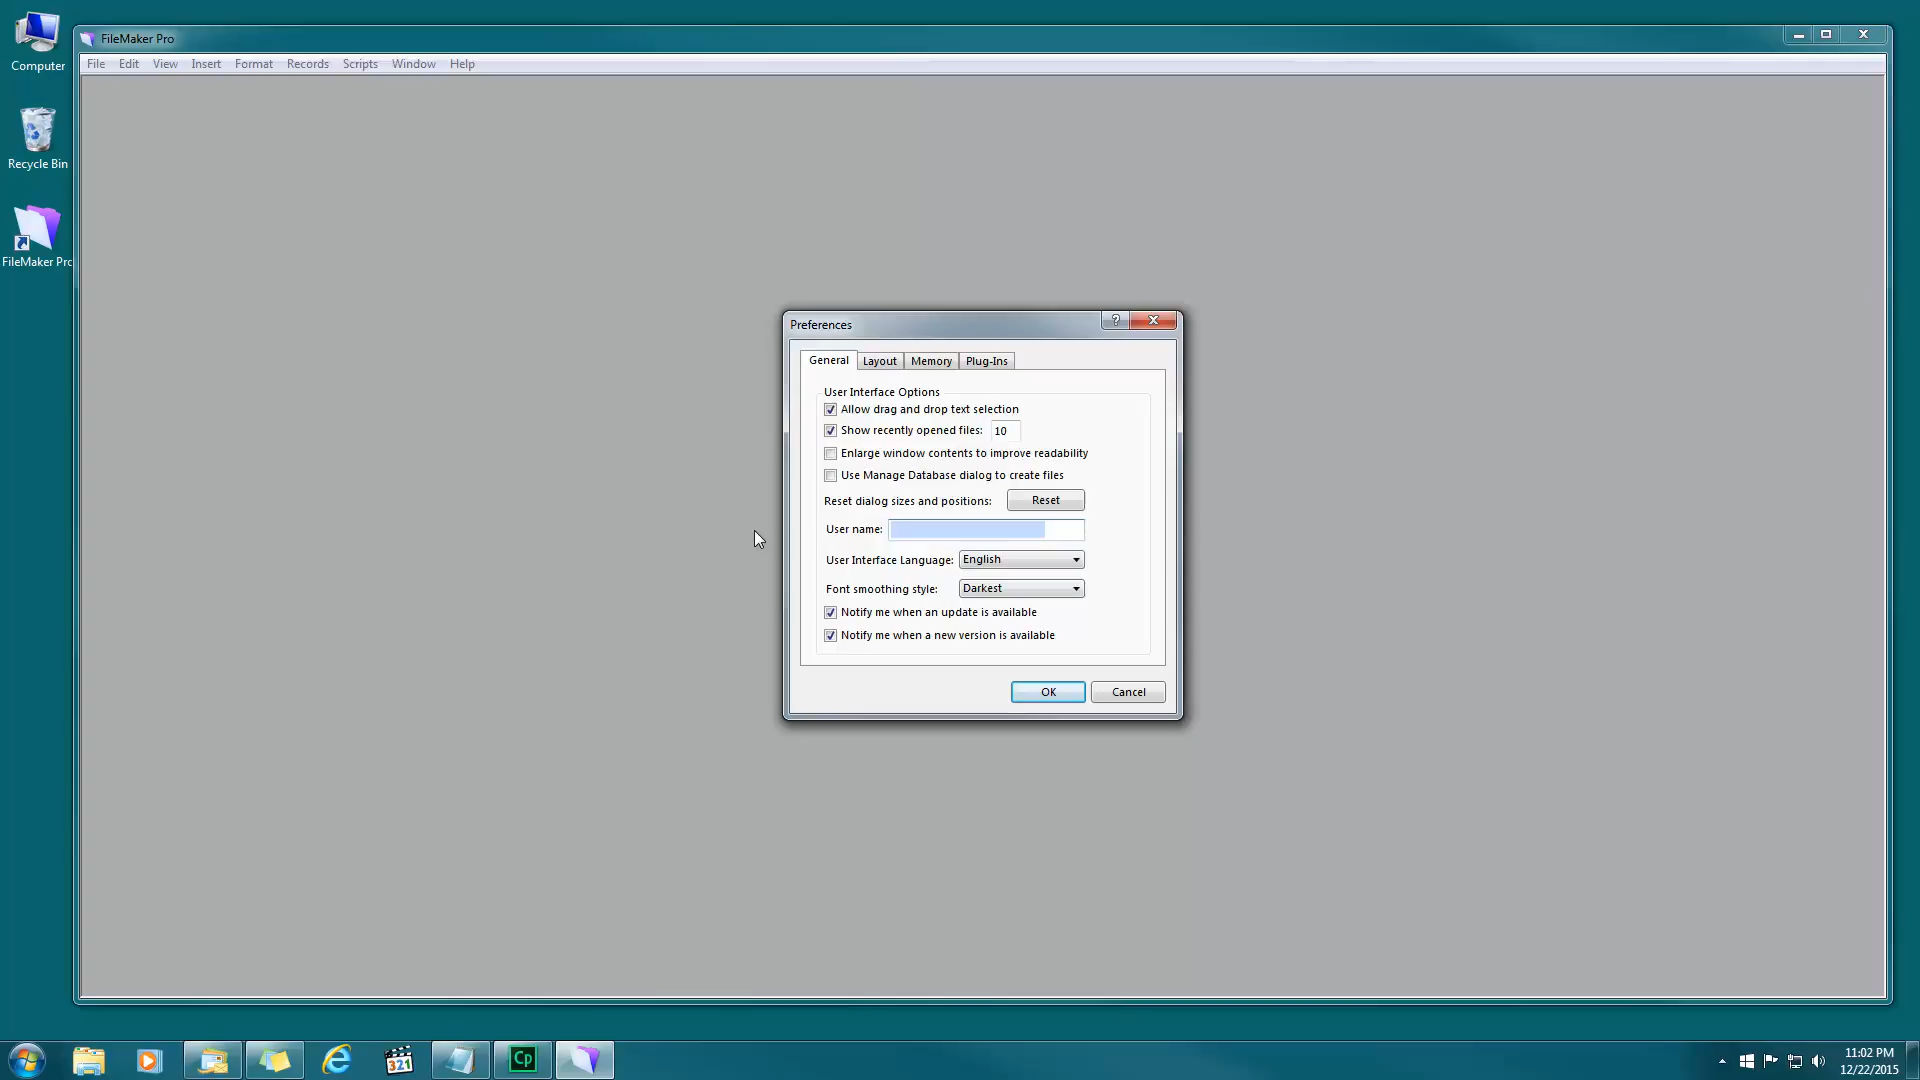 Computer
Recycle Bin
FileMaker Pro
FileMaker Pro
File Edit View Insert Format Records Scripts Window Help
Preferences
?
General Layout Memory Plug-Ins
User Interface Options
Allow drag and drop text selection
Show recently opened files: 10
Enlarge window contents to improve readability
Use Manage Database dialog to create files
Reset dialog sizes and positions: Reset
User name:
User Interface Language: English
Font smoothing style: Darkest
Notify me when an update is available
Notify me when a new version is available
OK Cancel
321
Cp
11:02 PM
12/22/2015